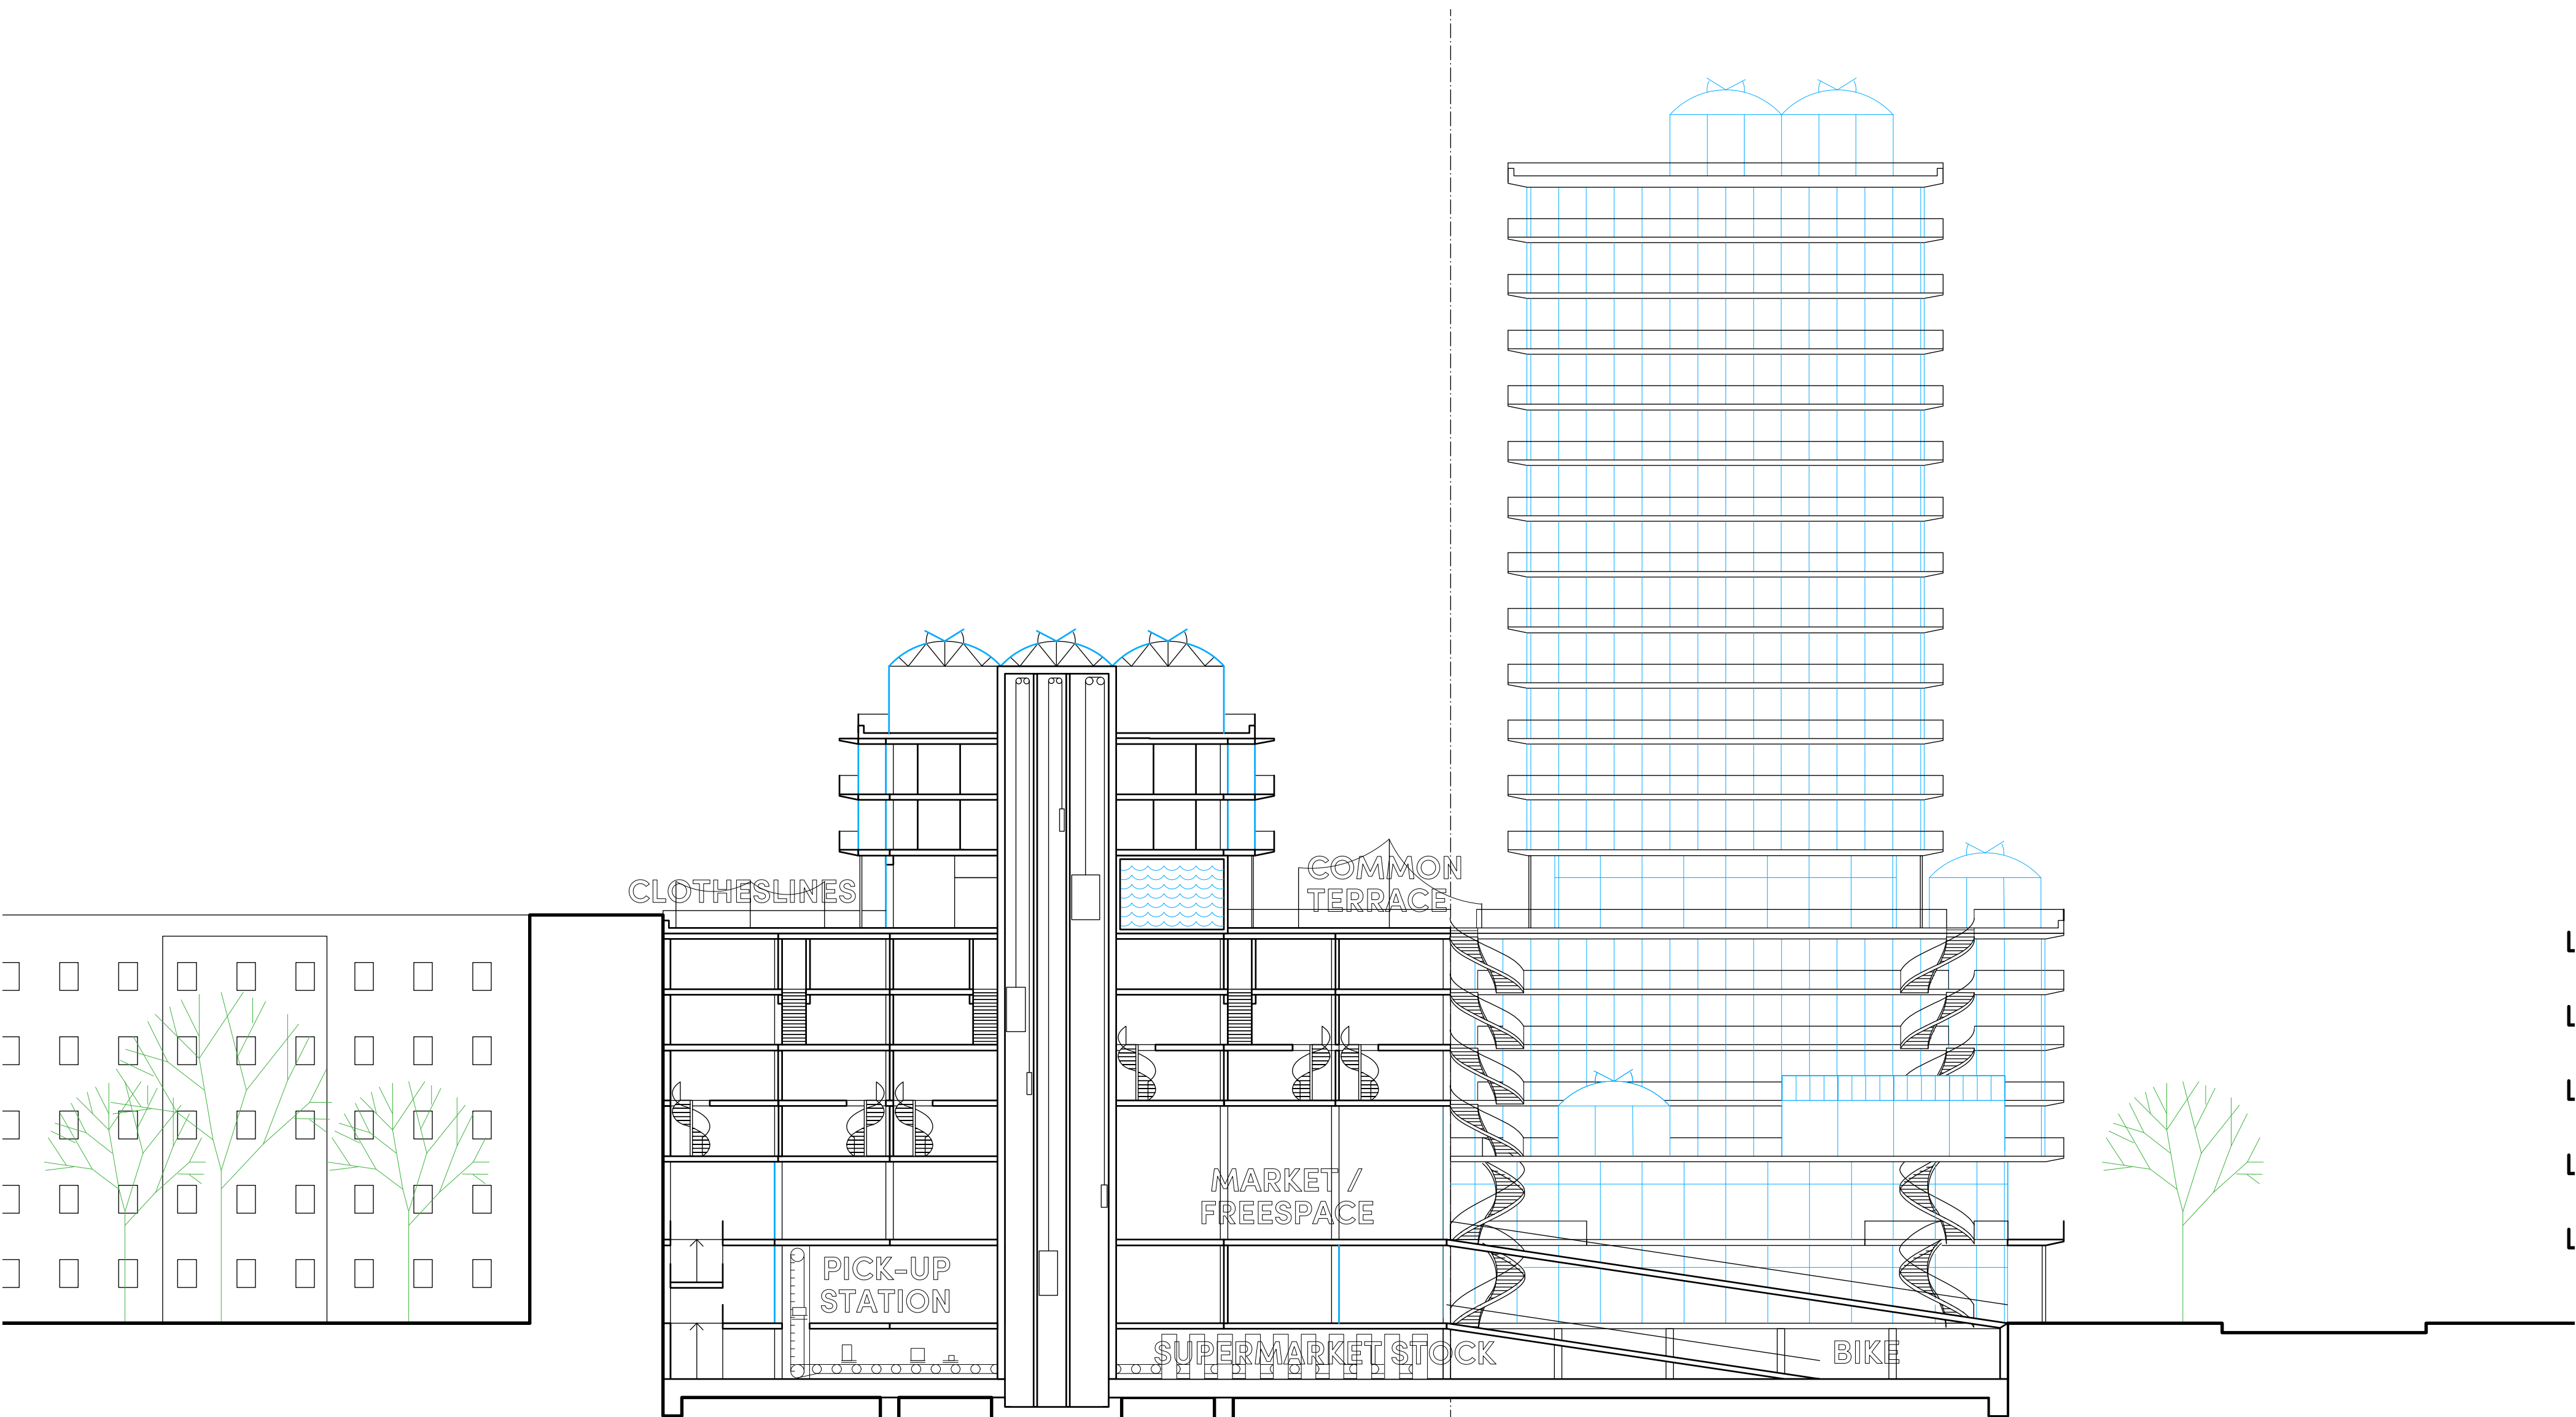 COMMON
TERRACE
CLOTHESLINES
MARKET /
FREESPACE
PICK-UP
STATION
SUPERMARKET STOCK
BIKE